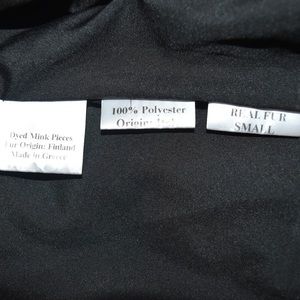 Dyed Mink Pieces
Fur Origin: Finland
Made in Greece
100% Polyester
Origin:
REAL FUR
SMALL